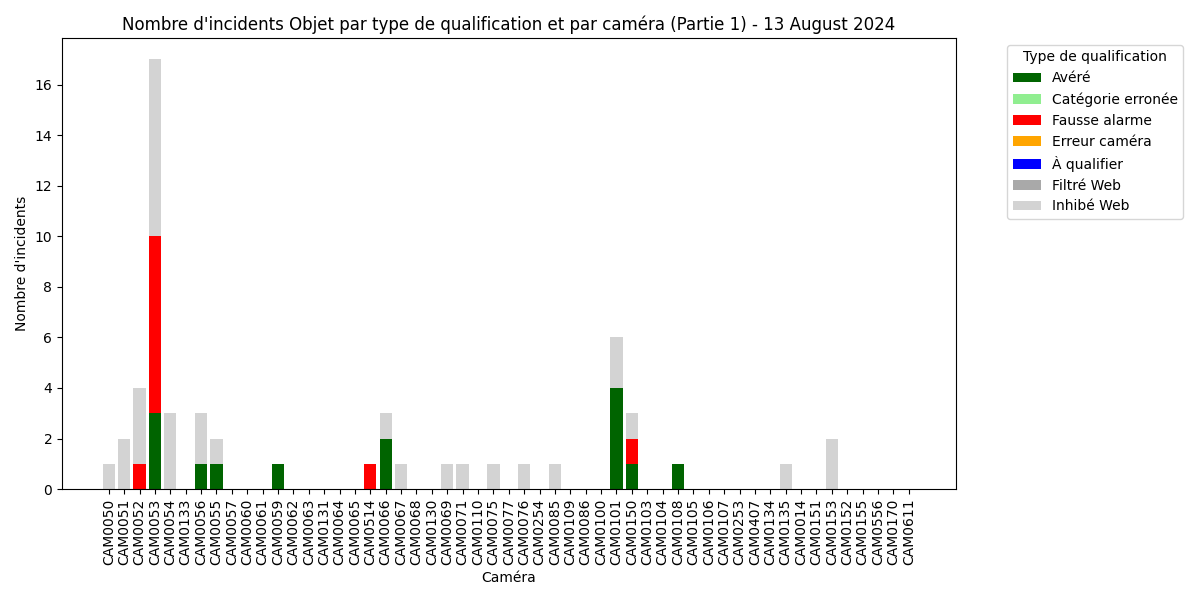 Nombre d'incidents Objet par type de qualification et par caméra (Partie 1) - 13 August 2024
Nombre d'incidents
16
14
12
10
8
6
4
2
0
CAM0050
CAM0051
CAM0052
CAM0053
CAM0054
CAM0133
CAM0056
CAM0055
CAM0057
CAM0060
CAM0061
CAM0059
CAM0062
CAM0063
CAM0131
CAM0064
CAM0065
CAM0514
CAM0066
CAM0067
CAM0068
CAM0130
CAM0069
CAM0071
CAM0110
CAM0075
CAM0077
CAM0076
CAM0254
CAM0085
CAM0109
CAM0086
CAM0100
CAM0101
CAM0150
CAM0103
CAM0104
CAM0108
CAM0105
CAM0106
CAM0107
CAM0253
CAM0407
CAM0134
CAM0135
CAM0014
CAM0151
CAM0153
CAM0152
CAM0155
CAM0556
CAM0170
CAM0611
Caméra
Type de qualification
Avéré
Catégorie erronée
Fausse alarme
Erreur caméra
À qualifier
Filtré Web
Inhibé Web